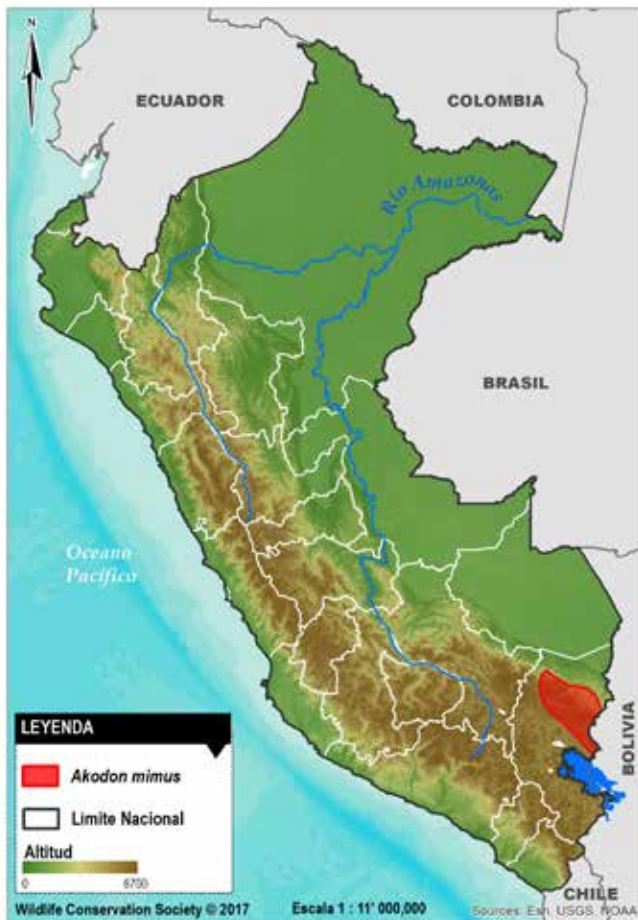 N
ECUADOR
COLOMBIA
Río Amazonas
BRASIL
Oceano
Pacífico
BOLIVIA
LEYENDA
Akodon mimus
Limite Nacional
Altitud
0 6700
CHILE
Wildlife Conservation Society © 2017 Escala 1 : 11' 000,000 Sources: Esri, USGS, NOAA